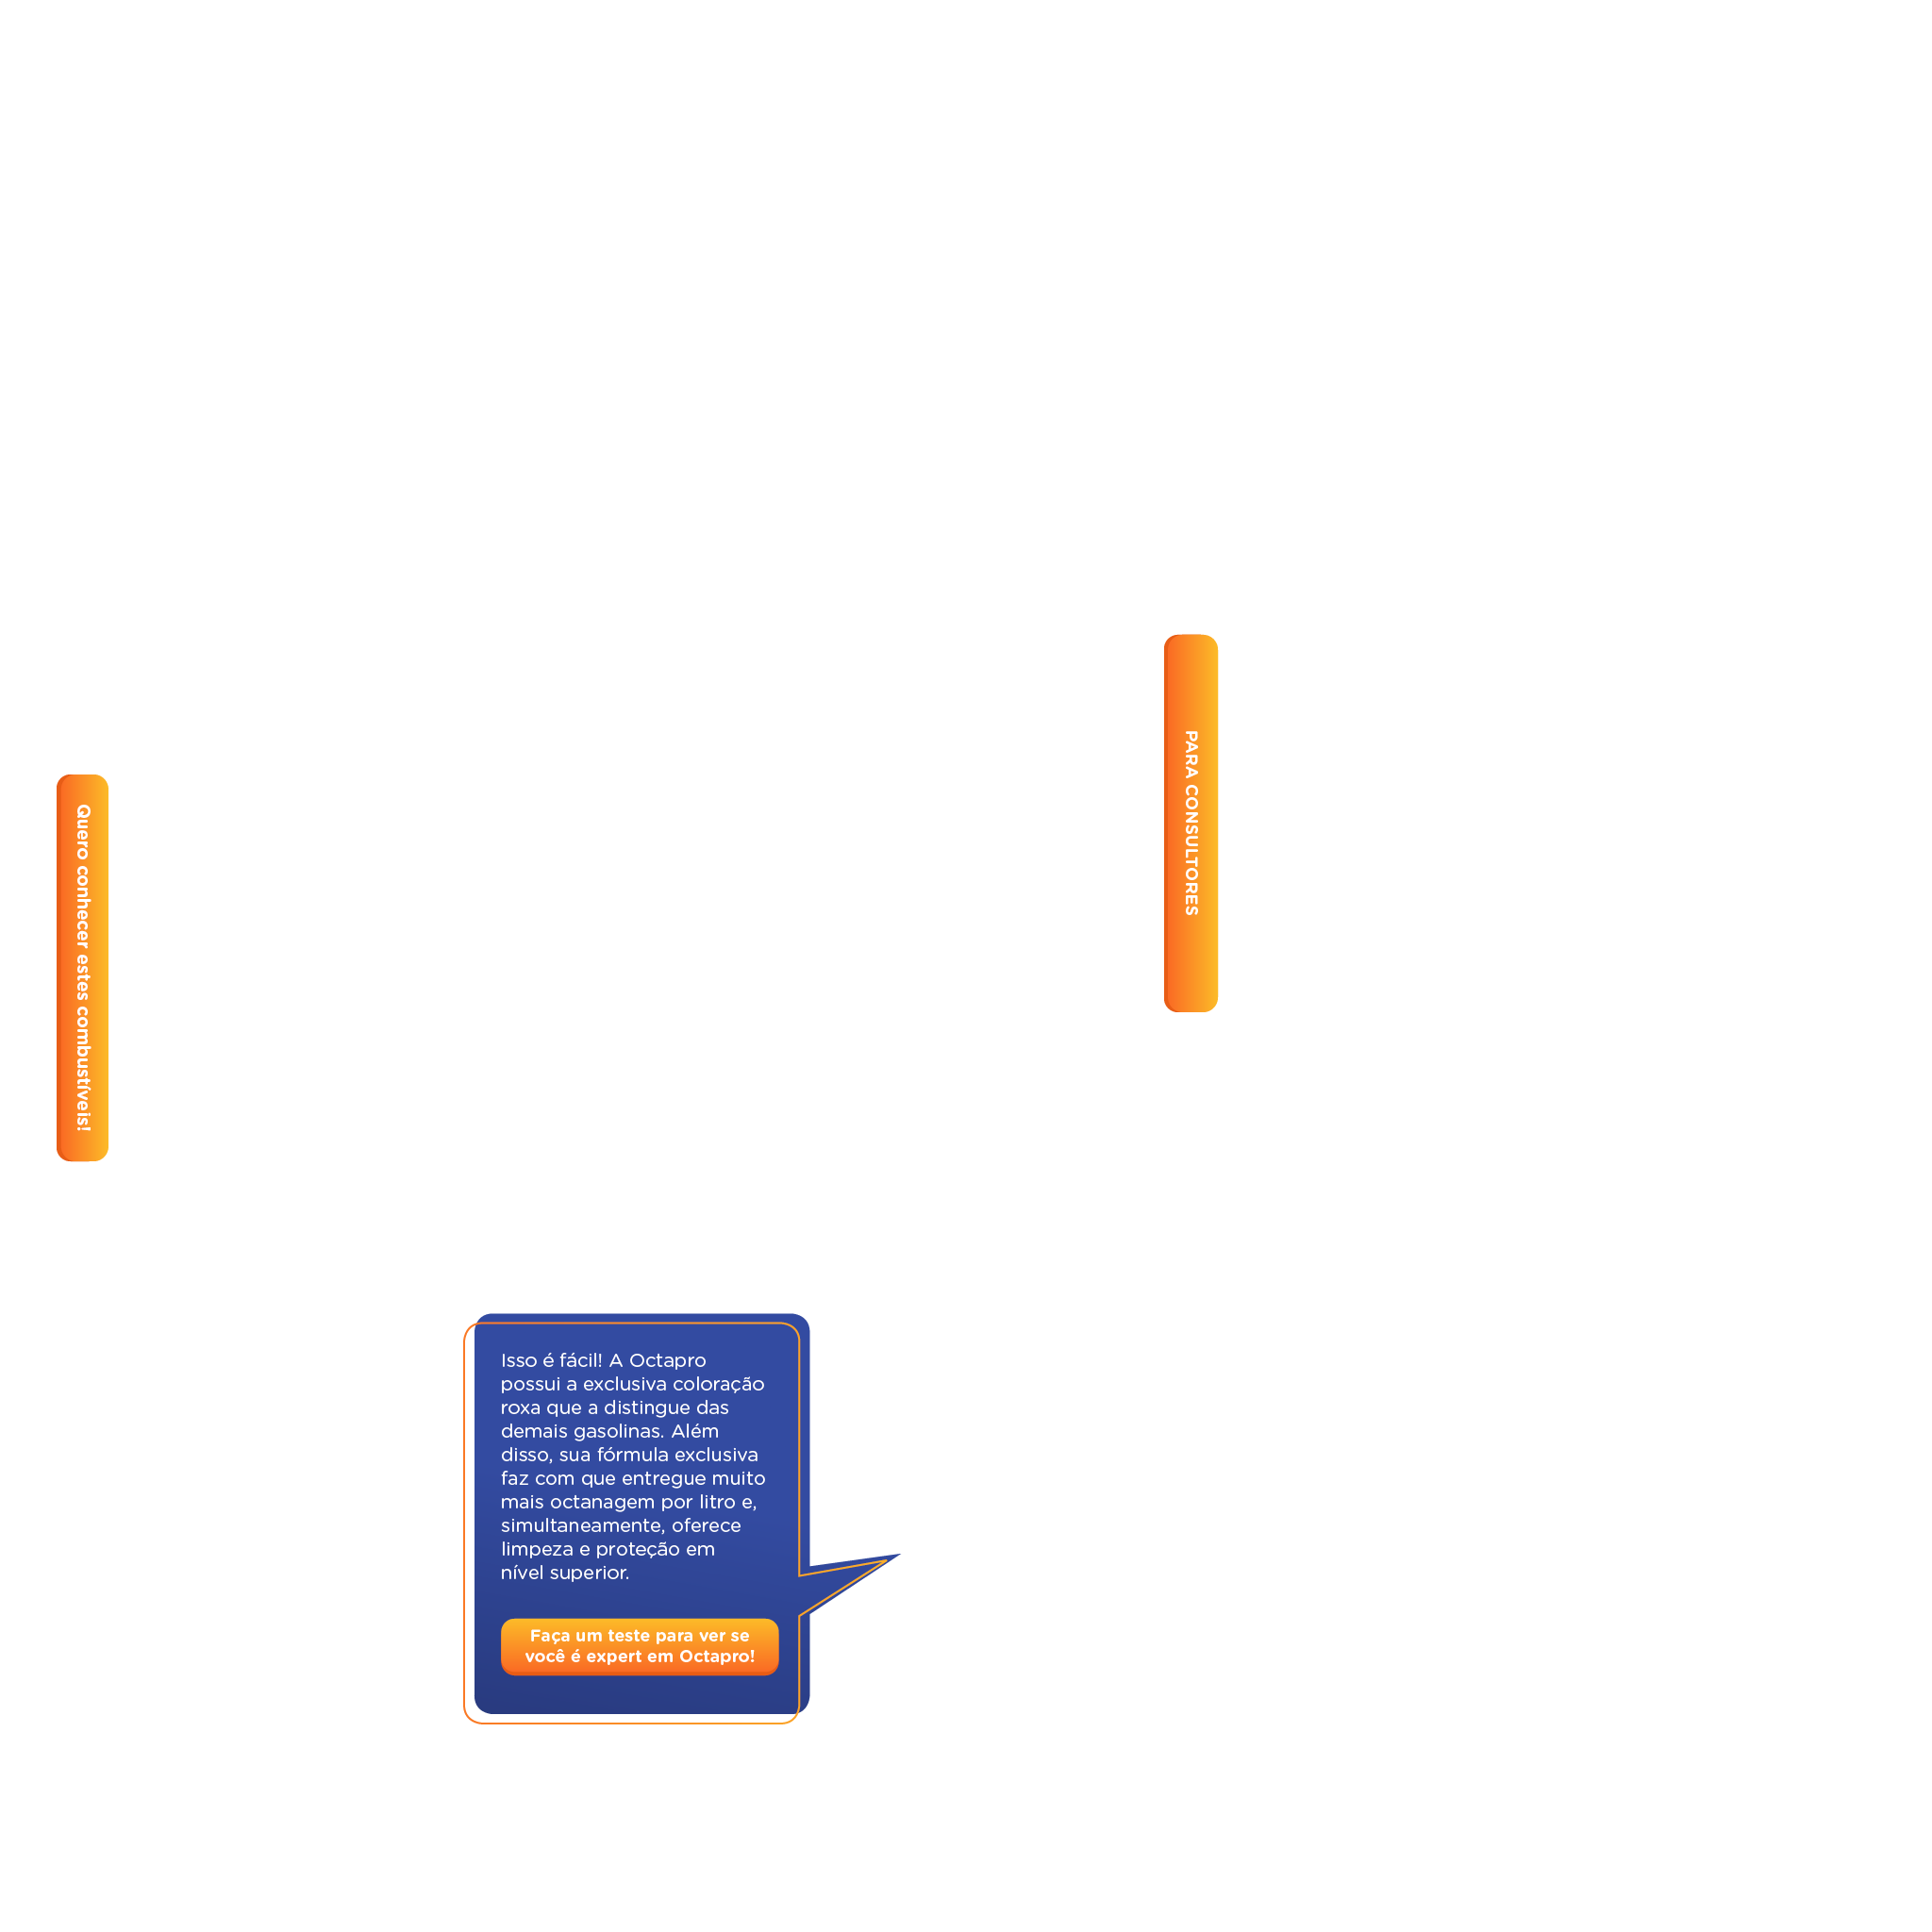 PARA CONSULTORES
Quero conhecer estes combustíveis!
Isso é fácil! A Octapro
possui a exclusiva coloração
roxa que a distingue das
demais gasolinas. Além
disso, sua fórmula exclusiva
faz com que entregue muito
mais octanagem por litro e,
simultaneamente, oferece
limpeza e proteção em
nível superior.
Faça um teste para ver se
você é expert em Octapro!